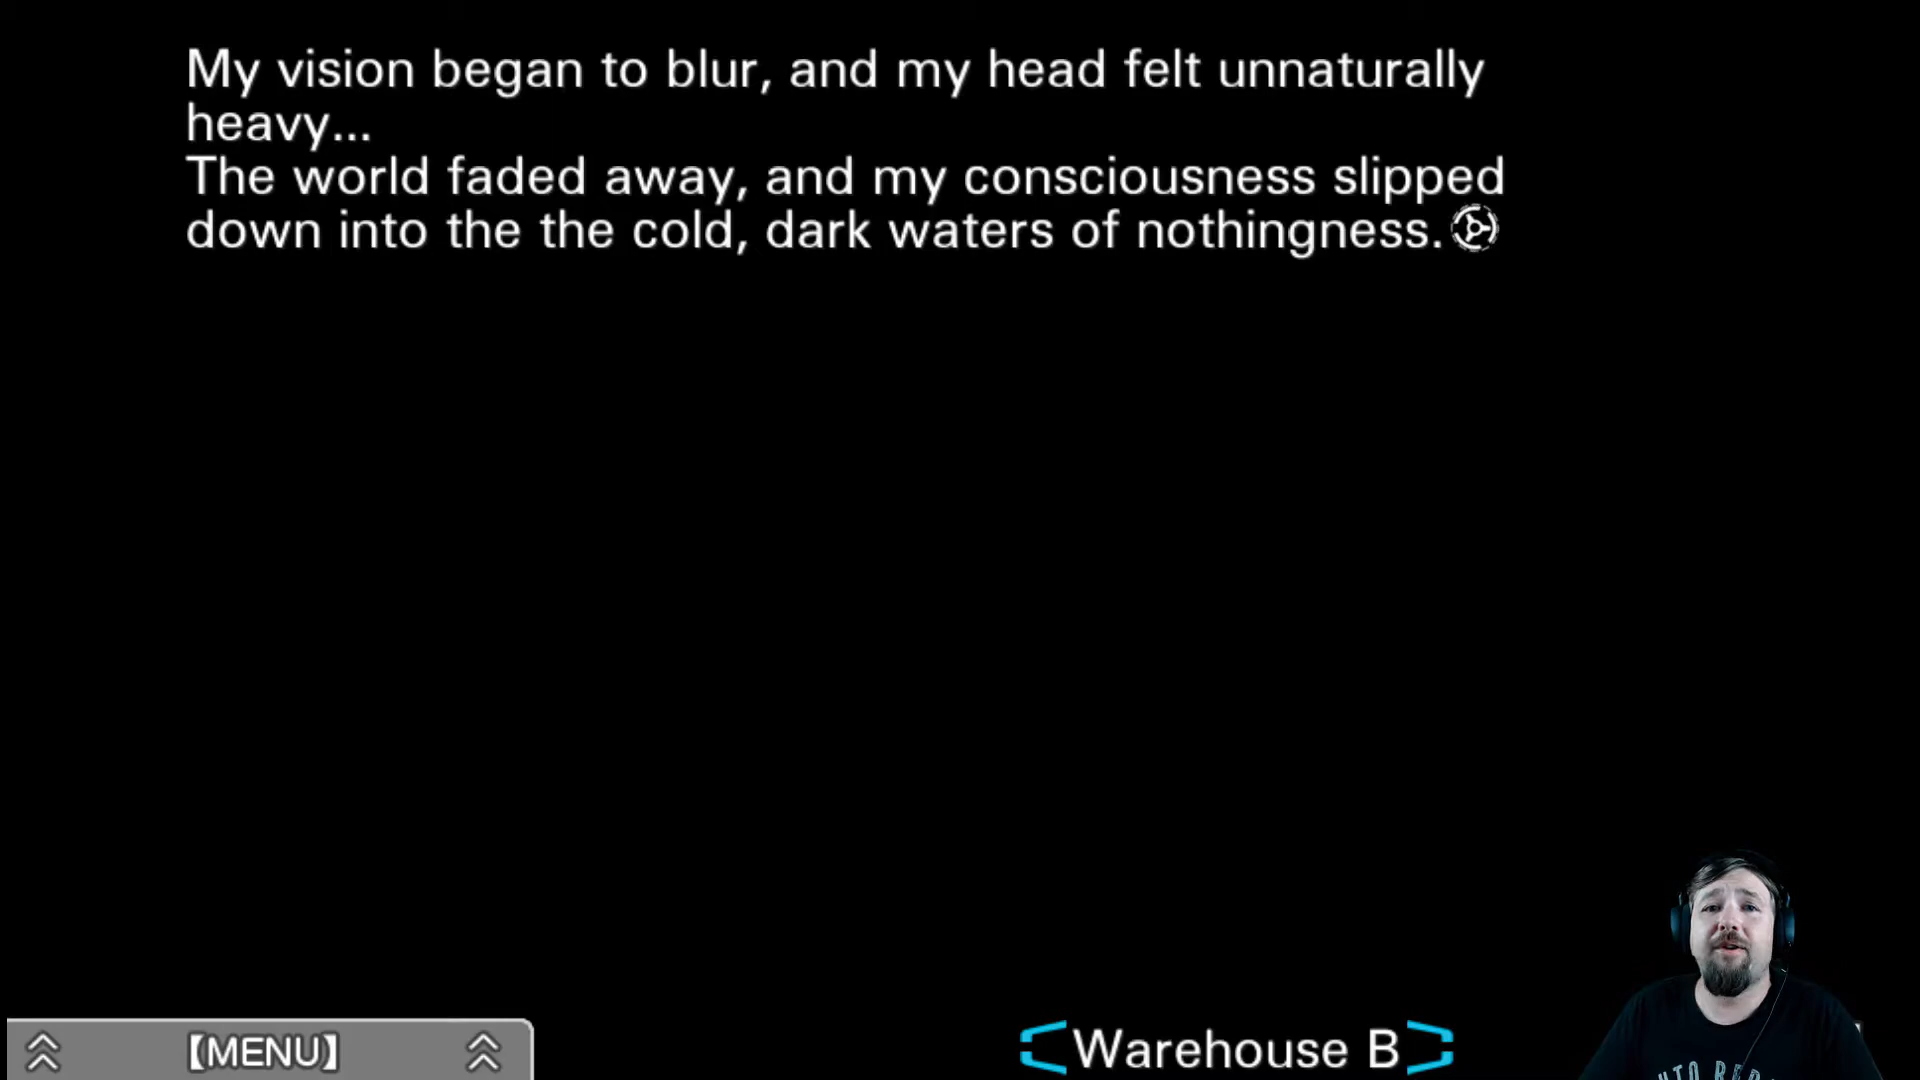 My vision began to blur, and my head felt unnaturally
heavy...
The world faded away, and my consciousness slipped
down into the the cold, dark waters of nothingness.
【MENU】
Warehouse B